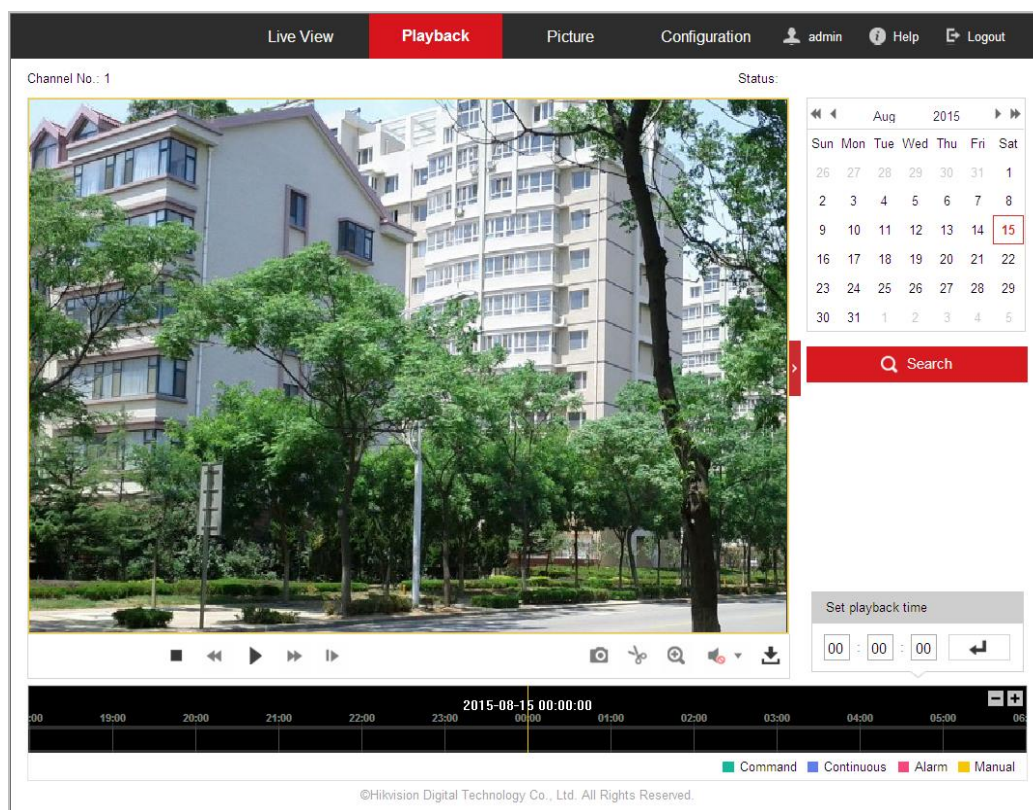 Live View Playback Picture Configuration admin Help Logout
Channel No.: 1 Status:
Aug 2015
Sun Mon Tue Wed Thu Fri Sat
26 27 28 29 30 31 1
2 3 4 5 6 7 8
9 10 11 12 13 14 15
16 17 18 19 20 21 22
23 24 25 26 27 28 29
30 31 1 2 3 4 5
Search
Set playback time
00 : 00 : 00
2015-08-15 00:00:00
:00 19:00 20:00 21:00 22:00 23:00 00:00 01:00 02:00 03:00 04:00 05:00 06:
Command Continuous Alarm Manual
©Hikvision Digital Technology Co., Ltd. All Rights Reserved.